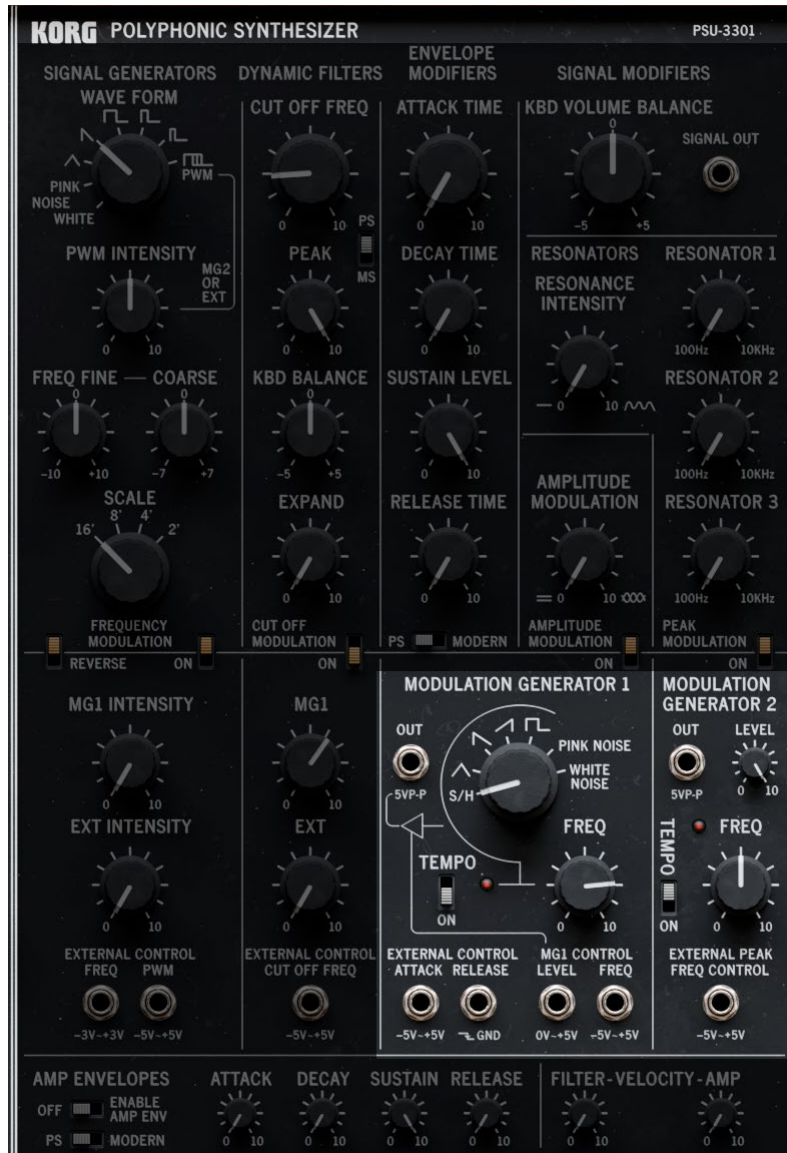 KORG POLYPHONIC SYNTHESIZER PSU-3301
SIGNAL GENERATORS DYNAMIC FILTERS ENVELOPE MODIFIERS SIGNAL MODIFIERS
WAVE FORM
PINK
NOISE
WHITE
PWM
PWM INTENSITY
0 10
MG2
OR
EXT
FREQ FINE — COARSE
0 0
-10 +10 -7 +7
SCALE
16' 8' 4' 2'
FREQUENCY
MODULATION
REVERSE ON
CUT OFF FREQ
0 10
PS
MS
PEAK
0 10
KBD BALANCE
0
-5 +5
EXPAND
0 10
CUT OFF
MODULATION
ON
ATTACK TIME
0 10
DECAY TIME
0 10
SUSTAIN LEVEL
0 10
RELEASE TIME
0 10
PS MODERN
KBD VOLUME BALANCE
0
-5 +5
SIGNAL OUT
RESONATORS
RESONANCE
INTENSITY
0 10
RESONATOR 1
100Hz 10KHz
RESONATOR 2
100Hz 10KHz
RESONATOR 3
100Hz 10KHz
AMPLITUDE
MODULATION
0 10
AMPLITUDE
MODULATION
ON
PEAK
MODULATION
ON
MG1 INTENSITY
0 10
EXT INTENSITY
0 10
EXTERNAL CONTROL
FREQ PWM
-3V~+3V -5V~+5V
MG1
0 10
EXT
0 10
EXTERNAL CONTROL
CUT OFF FREQ
-5V~+5V
MODULATION GENERATOR 1
OUT
5VP-P
S/H
PINK NOISE
WHITE
NOISE
TEMPO
ON
FREQ
0 10
EXTERNAL CONTROL
ATTACK RELEASE
-5V~+5V GND
MG1 CONTROL
LEVEL FREQ
0V~+5V -5V~+5V
MODULATION
GENERATOR 2
OUT LEVEL
5VP-P 0 10
TEMPO
ON
FREQ
0 10
EXTERNAL PEAK
FREQ CONTROL
-5V~+5V
AMP ENVELOPES
OFF ENABLE
AMP ENV
PS MODERN
ATTACK DECAY SUSTAIN RELEASE
0 10 0 10 0 10 0 10
FILTER-VELOCITY-AMP
0 10 0 10